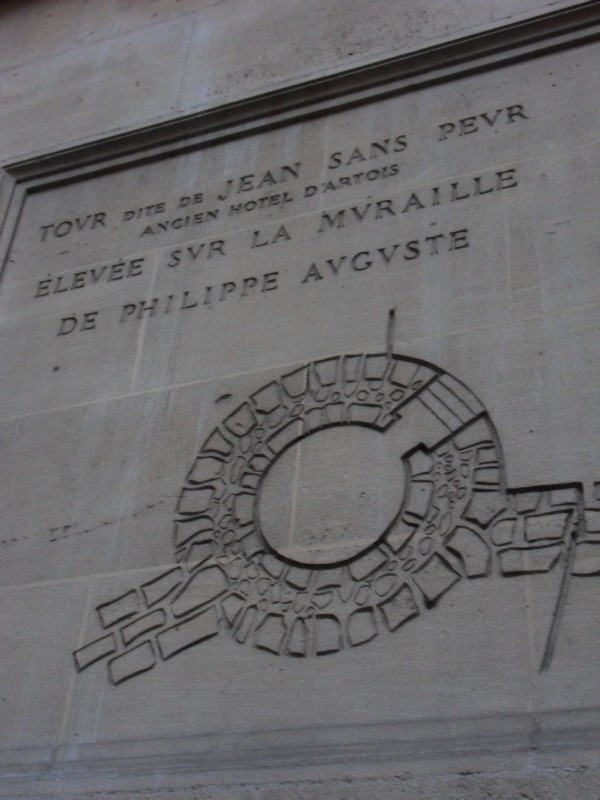 TOVR DITE DE JEAN SANS PEVR
ANCIEN HOTEL D'ARTOIS
ÉLEVÉE SVR LA MVRAILLE
DE PHILIPPE AVGVSTE